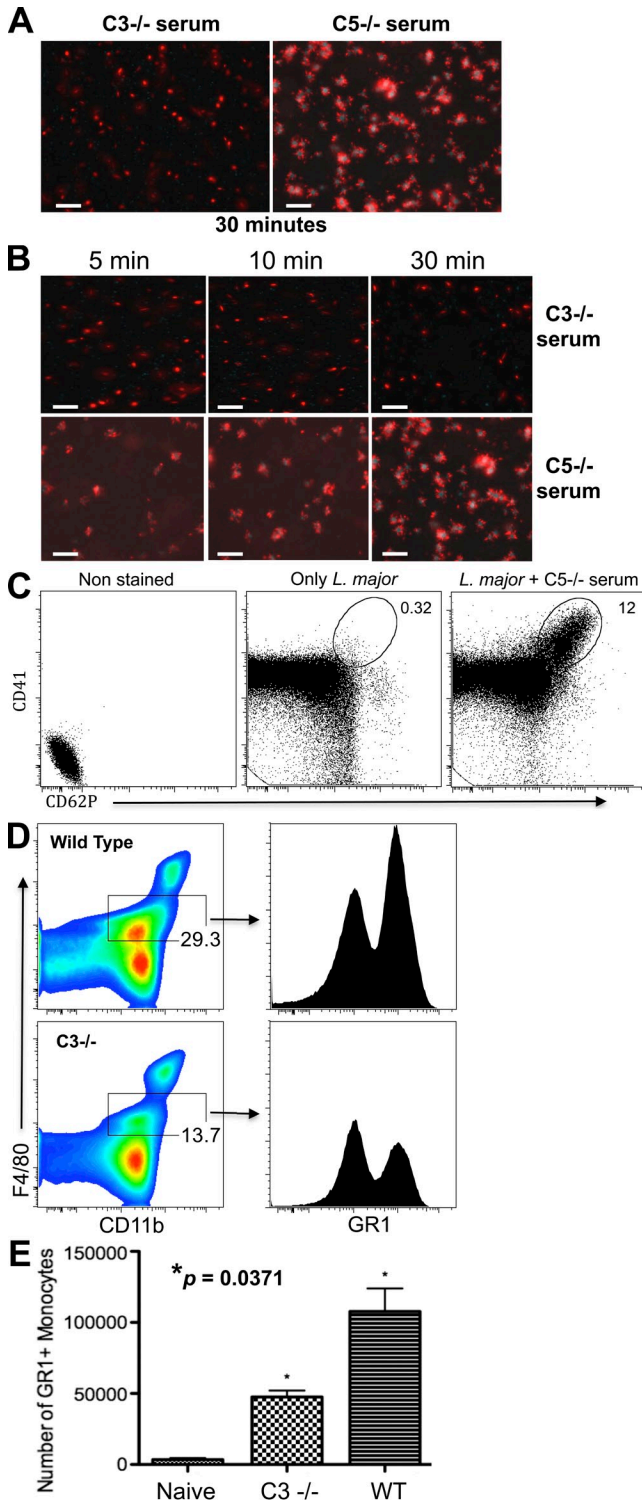 A
C3-/- serum
C5-/- serum
30 minutes
B
5 min
10 min
30 min
C3-/-
serum
C5-/-
serum
C
Non stained
Only L. major
L. major + C5-/- serum
0.32
12
CD41
CD62P
D
Wild Type
29.3
C3-/-
13.7
F4/80
CD11b
GR1
E
*p = 0.0371
Number of GR1+ Monocytes
150000
100000
50000
0
*
*
Naive
C3 -/-
WT